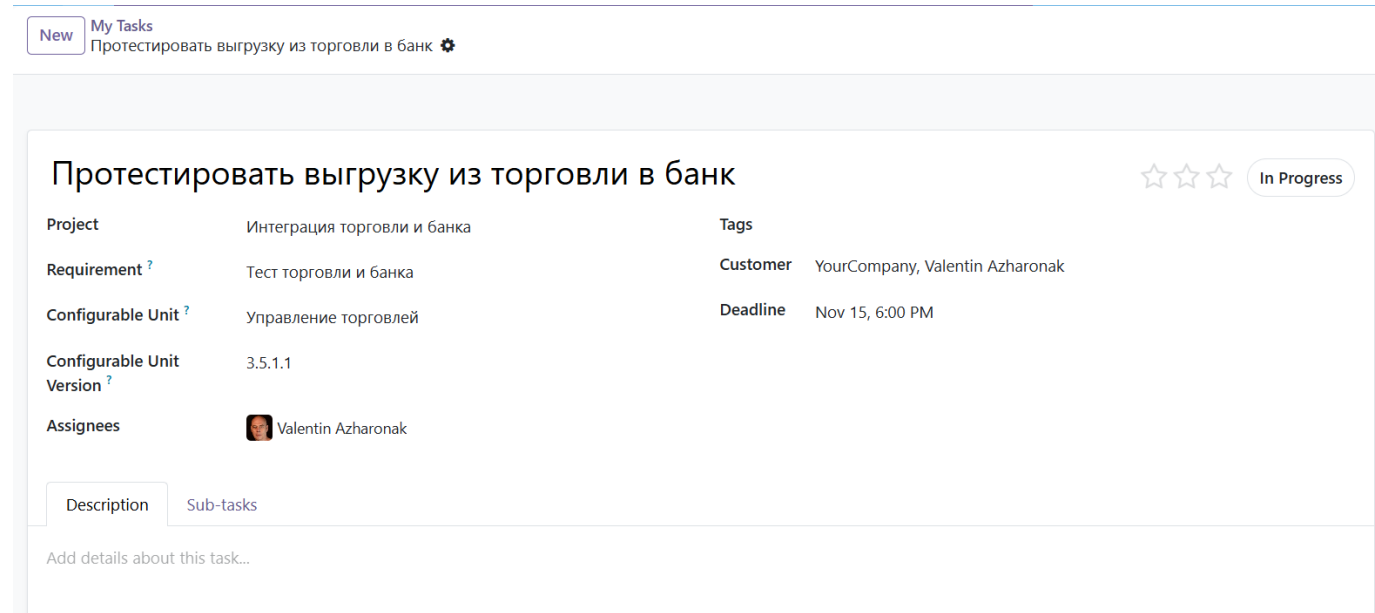 New
My Tasks
Протестировать выгрузку из торговли в банк
Протестировать выгрузку из торговли в банк
In Progress
Project
Интеграция торговли и банка
Requirement ?
Тест торговли и банка
Configurable Unit ?
Управление торговлей
Configurable Unit
Version ?
3.5.1.1
Assignees
Valentin Azharonak
Tags
Customer
YourCompany, Valentin Azharonak
Deadline
Nov 15, 6:00 PM
Description
Sub-tasks
Add details about this task...